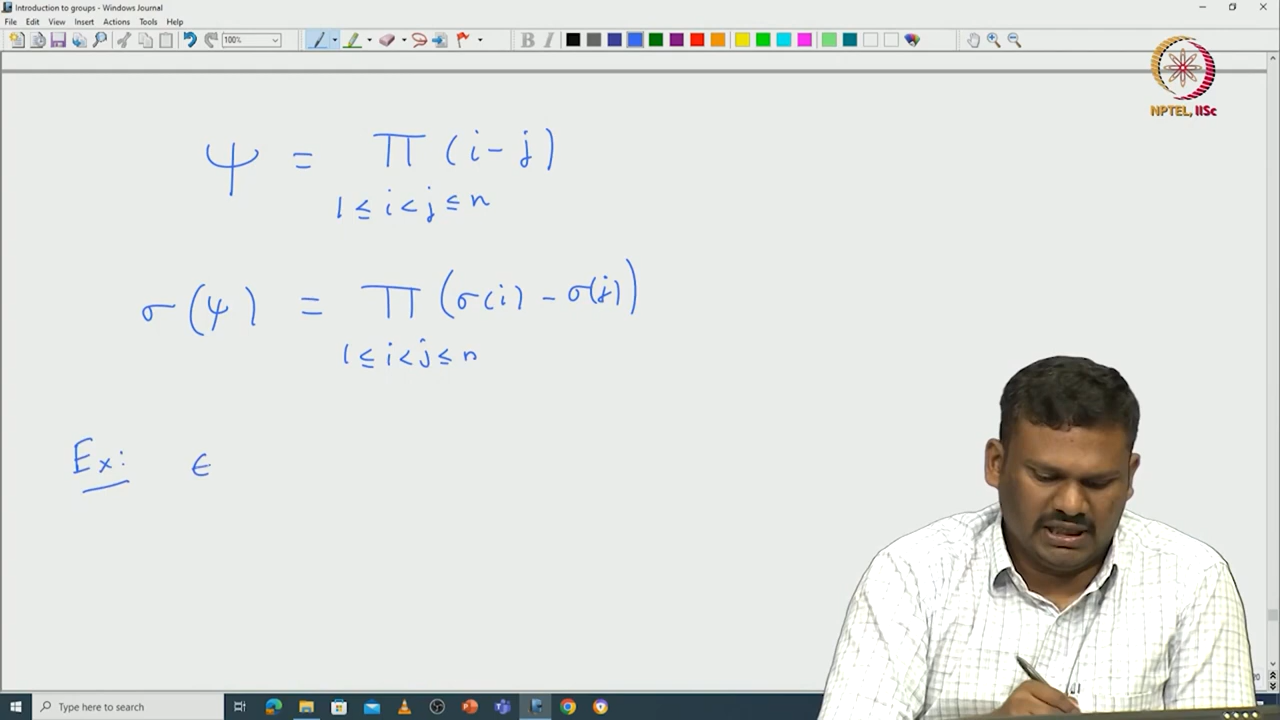 Introduction to groups - Windows Journal
File Edit View Insert Actions Tools Help
100%
B I
NPTEL, IISc
ψ = Π (i - j)
1 ≤ i < j ≤ n
σ(ψ) = Π (σ(i) - σ(j))
1 ≤ i < j ≤ n
Ex: ϵ
Type here to search